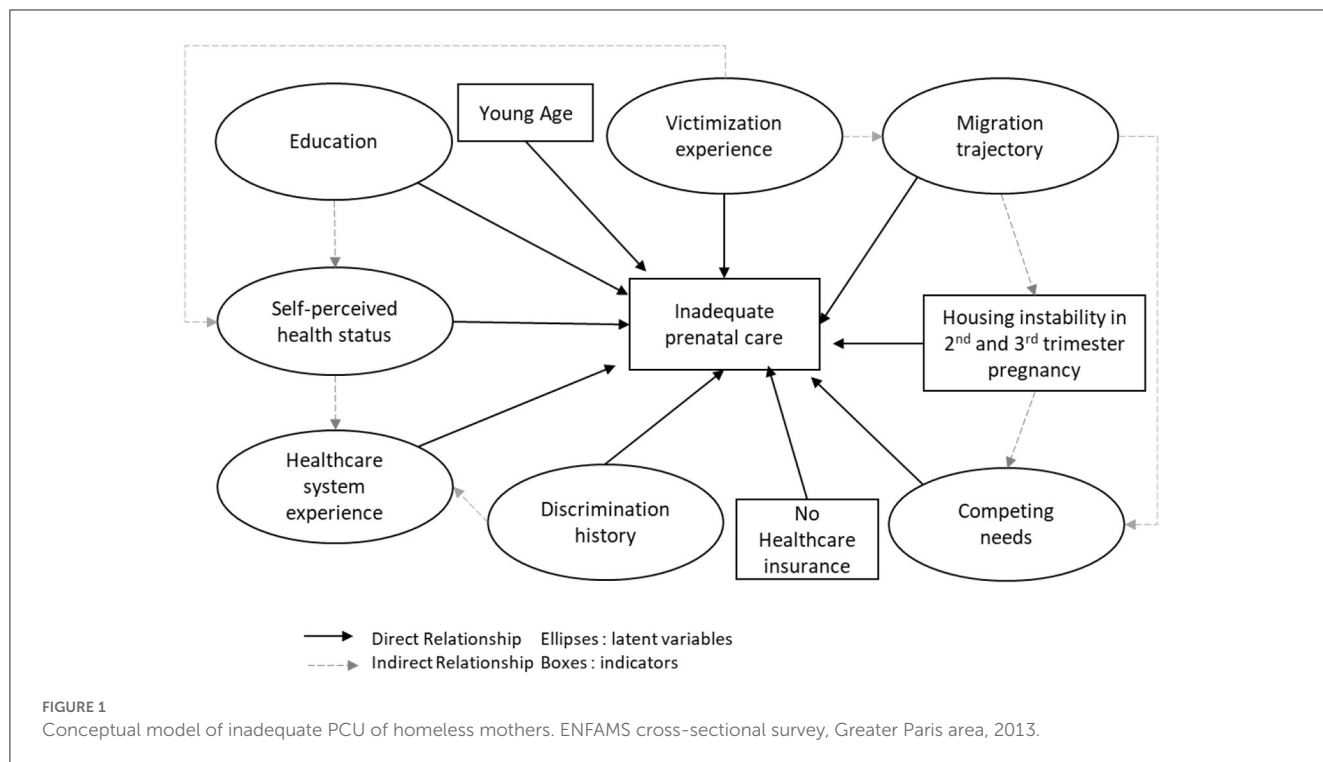 Education
Young Age
Victimization
experience
Migration
trajectory
Self-perceived
health status
Inadequate
prenatal care
Housing instability in
2nd and 3rd trimester
pregnancy
Healthcare
system
experience
Discrimination
history
No
Healthcare
insurance
Competing
needs
Direct Relationship Ellipses : latent variables
Indirect Relationship Boxes : indicators
FIGURE 1
Conceptual model of inadequate PCU of homeless mothers. ENFAMS cross-sectional survey, Greater Paris area, 2013.